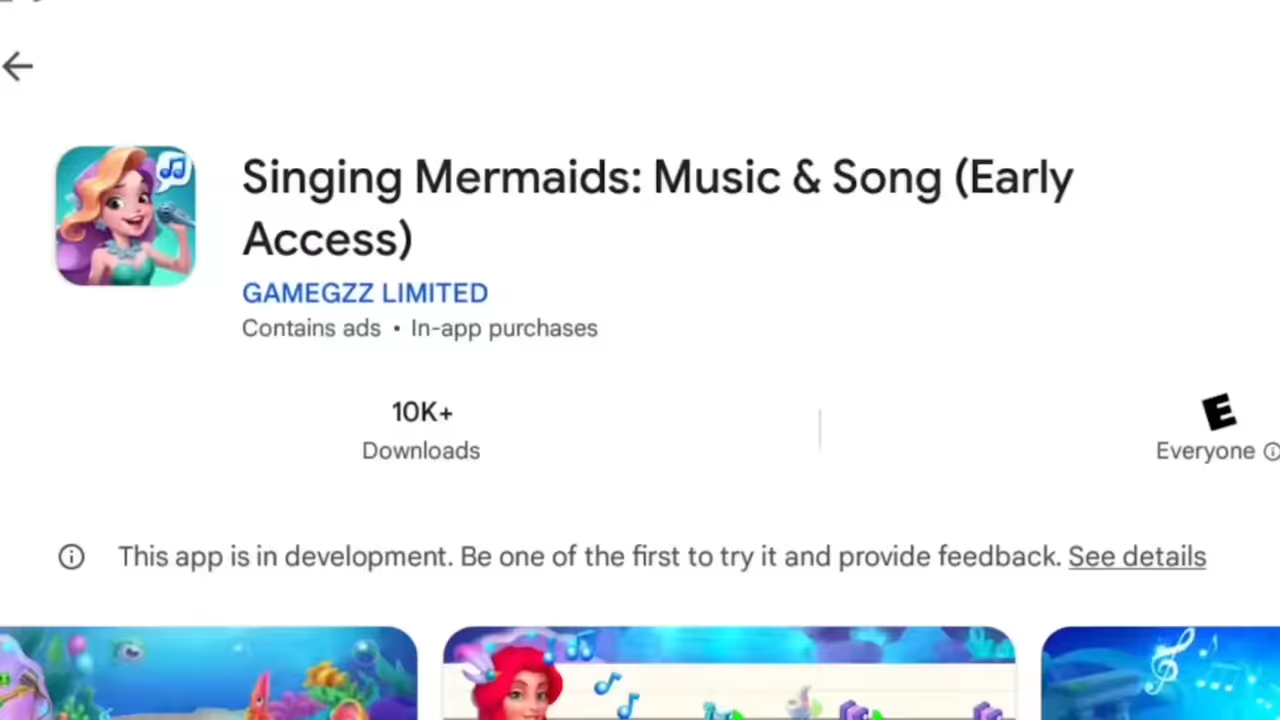 Singing Mermaids: Music & Song (Early
Access)
GAMEGZZ LIMITED
Contains ads • In-app purchases
10K+
Downloads
E
Everyone
This app is in development. Be one of the first to try it and provide feedback. See details